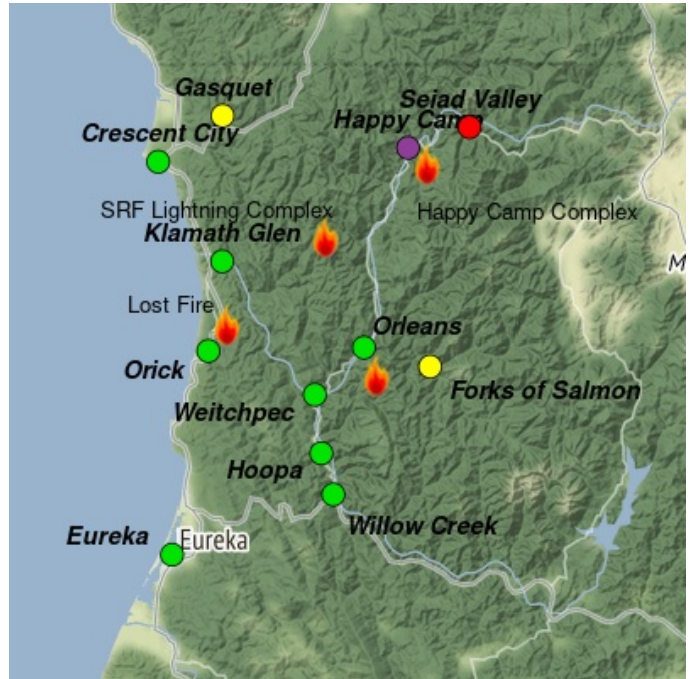 Gasquet
Seiad Valley
Happy Camp
Crescent City
SRF Lightning Complex
Happy Camp Complex
Klamath Glen
M
Lost Fire
Orleans
Orick
Forks of Salmon
Weitchpec
Hoopa
Willow Creek
Eureka
Eureka